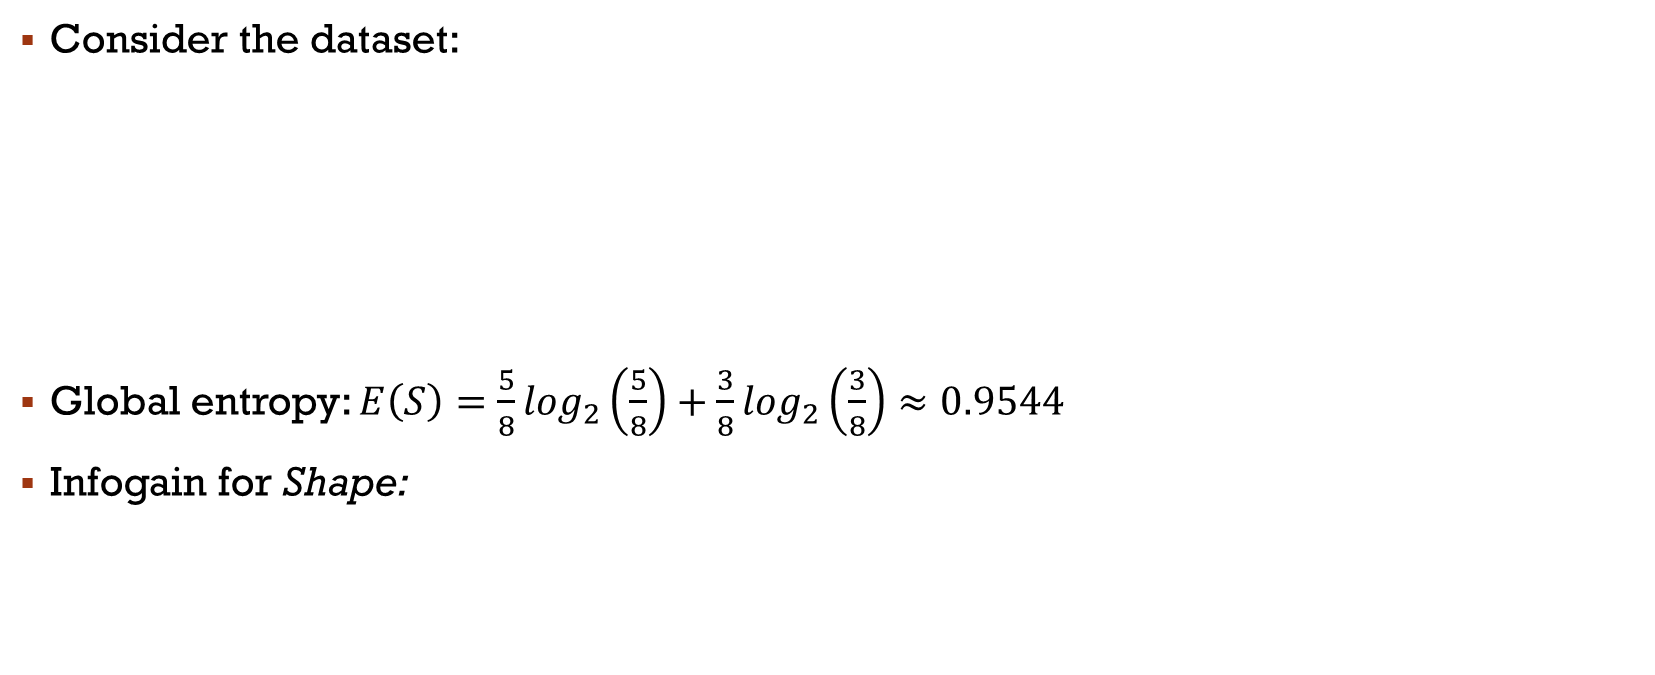 ▪ Consider the dataset:
▪ Global entropy: E(S) = 5/8 log₂(5/8) + 3/8 log₂(3/8) ≈ 0.9544
▪ Infogain for Shape: